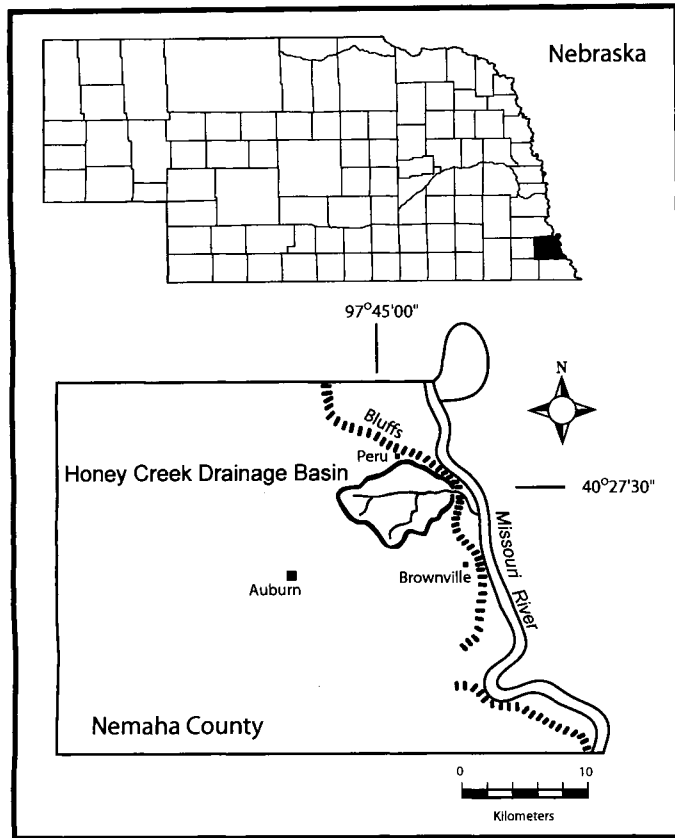 Nebraska
97°45'00"
N
Bluffs
Peru
Honey Creek Drainage Basin
40°27'30"
Missouri River
Brownville
Auburn
Nemaha County
0 10
Kilometers